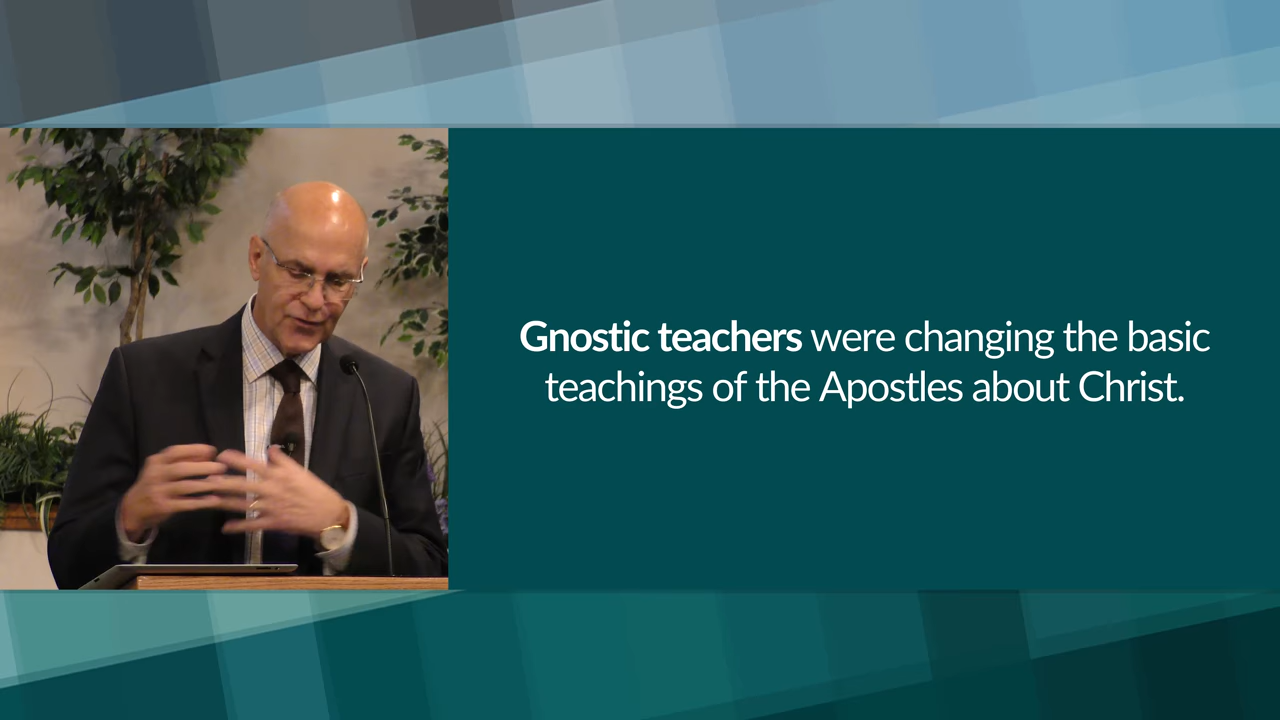 Gnostic teachers were changing the basic
teachings of the Apostles about Christ.